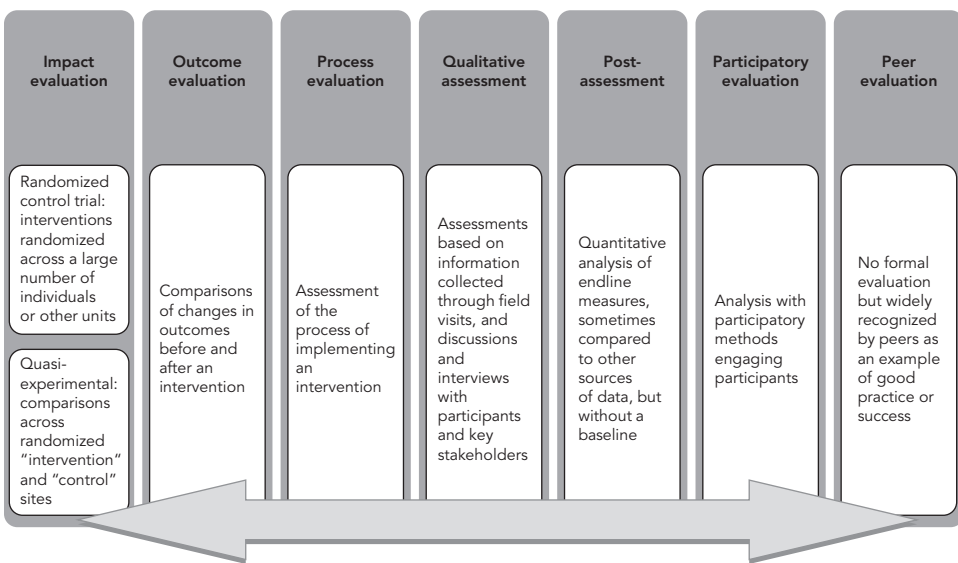 Impact
evaluation
Randomized
control trial:
interventions
randomized
across a large
number of
individuals
or other units
Quasi-
experimental:
comparisons
across
randomized
“intervention”
and “control”
sites
Outcome
evaluation
Comparisons
of changes in
outcomes
before and
after an
intervention
Process
evaluation
Assessment
of the
process of
implementing
an
intervention
Qualitative
assessment
Assessments
based on
information
collected
through field
visits, and
discussions
and
interviews
with
participants
and key
stakeholders
Post-
assessment
Quantitative
analysis of
endline
measures,
sometimes
compared
to other
sources
of data, but
without a
baseline
Participatory
evaluation
Analysis with
participatory
methods
engaging
participants
Peer
evaluation
No formal
evaluation
but widely
recognized
by peers as
an example
of good
practice or
success